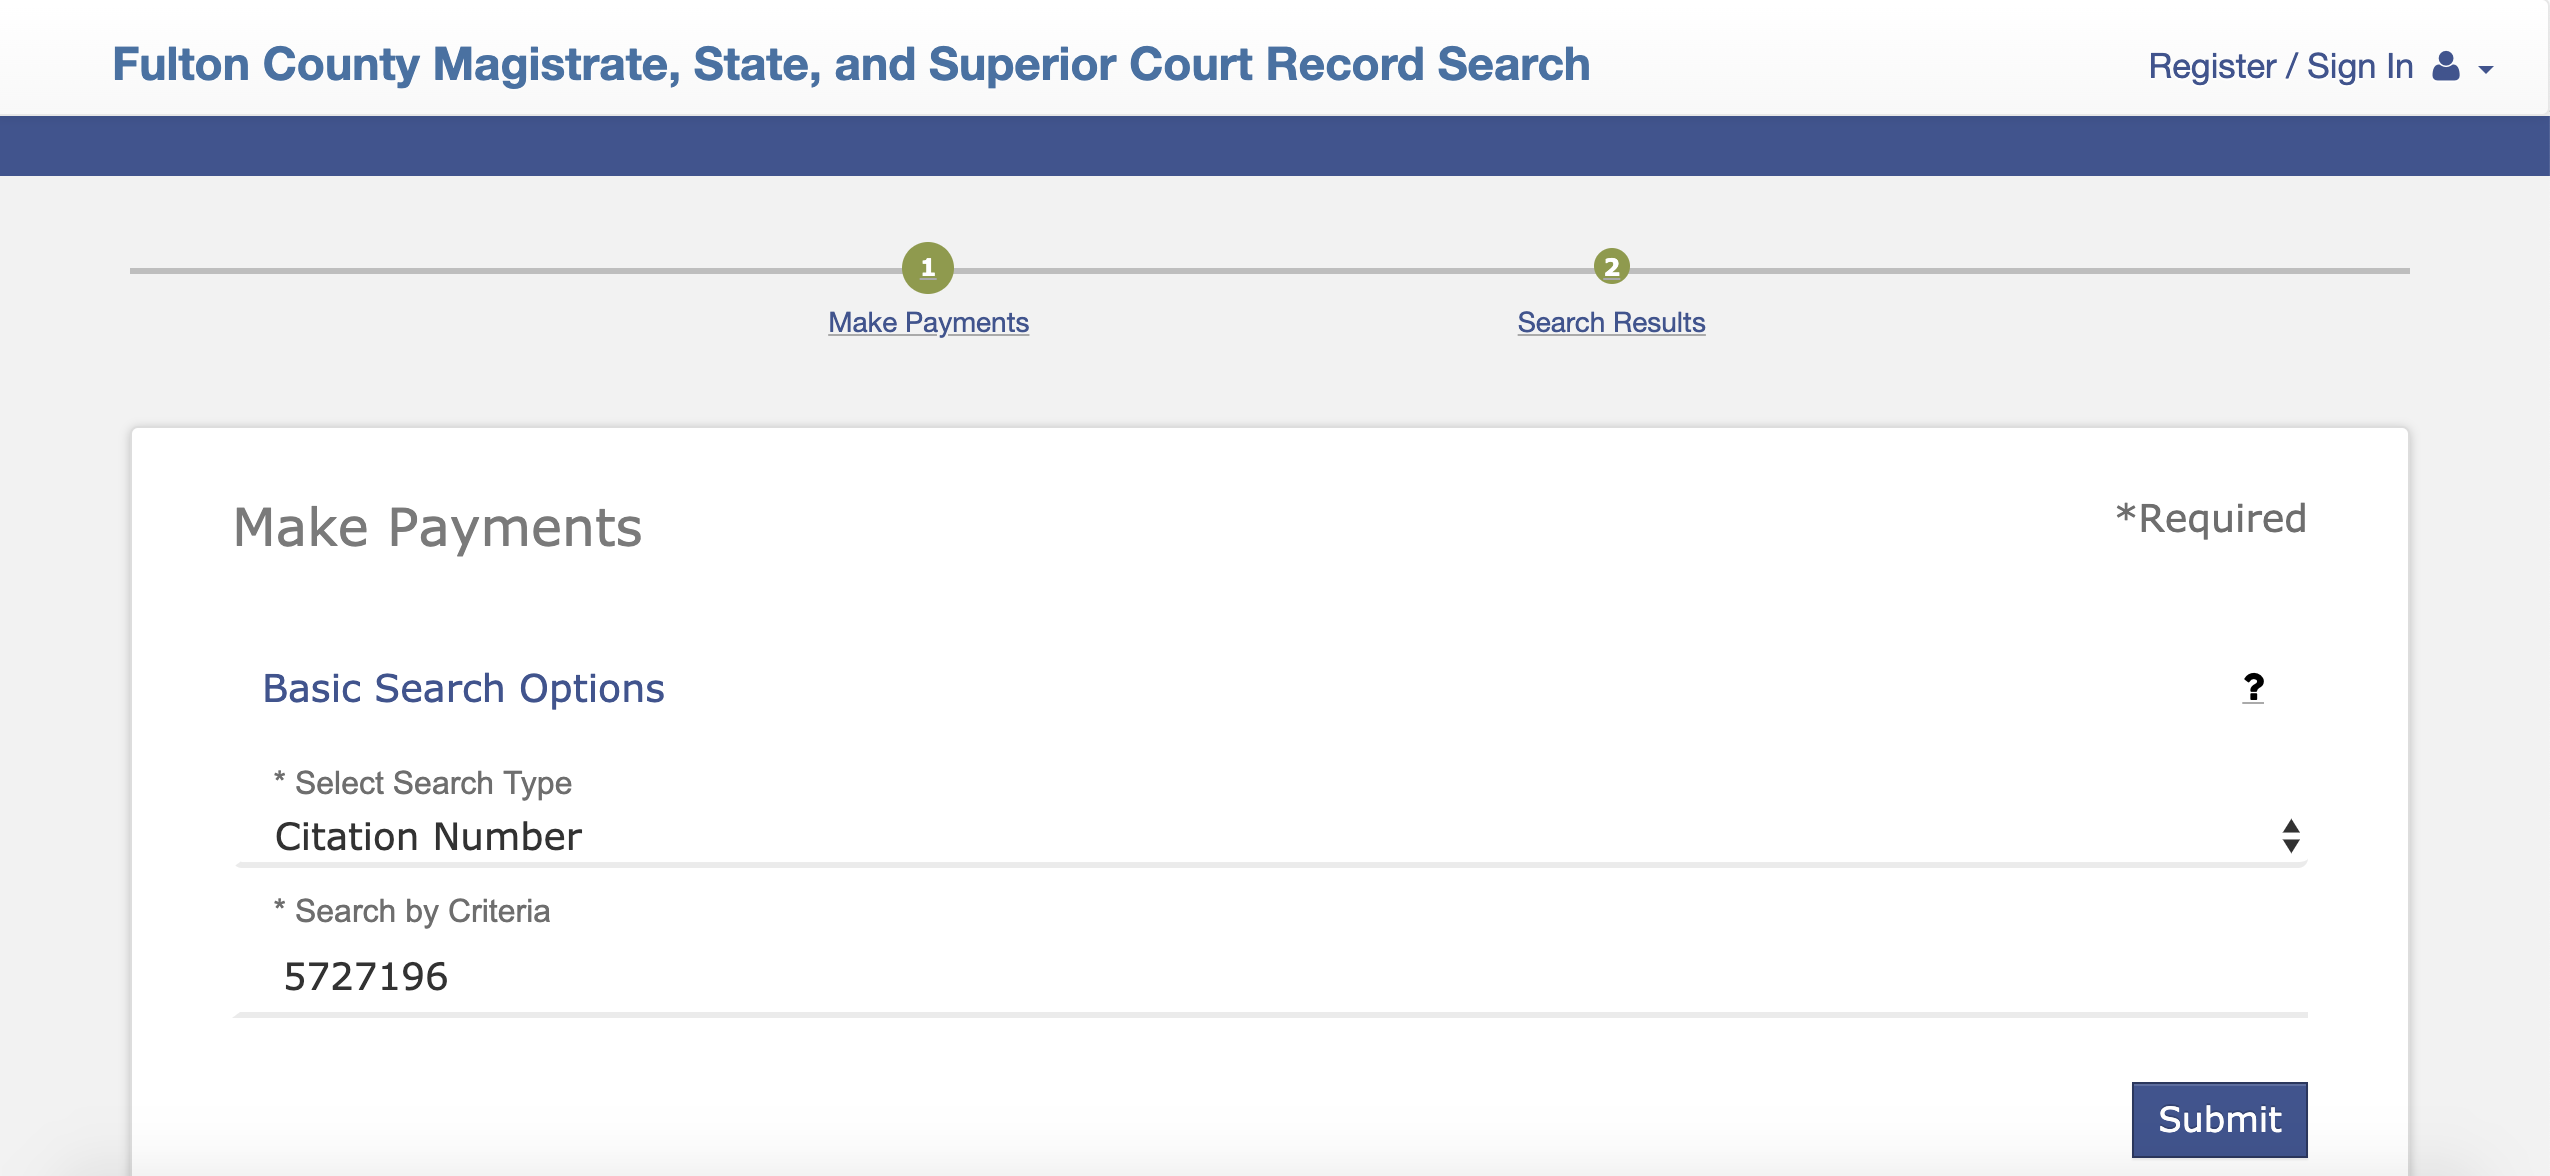 Fulton County Magistrate, State, and Superior Court Record Search
Register / Sign In
1
Make Payments
2
Search Results
Make Payments
*Required
Basic Search Options
?
* Select Search Type
Citation Number
* Search by Criteria
5727196
Submit